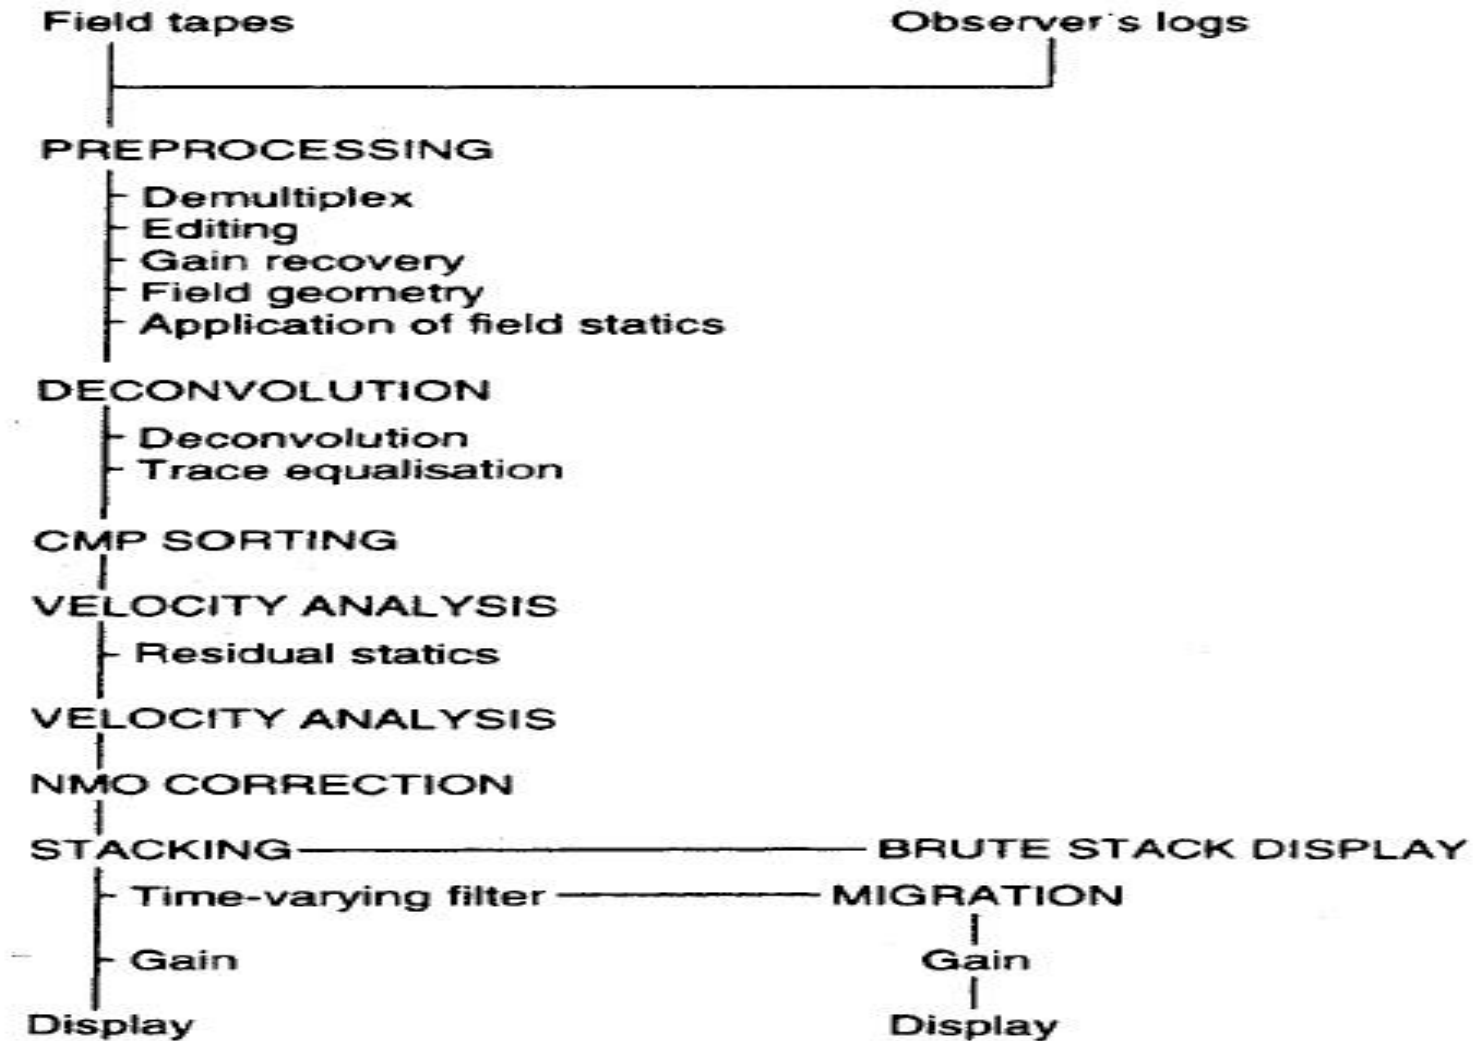 Field tapes
Observer's logs
PREPROCESSING
Demultiplex
Editing
Gain recovery
Field geometry
Application of field statics
DECONVOLUTION
Deconvolution
Trace equalisation
CMP SORTING
VELOCITY ANALYSIS
Residual statics
VELOCITY ANALYSIS
NMO CORRECTION
STACKING
BRUTE STACK DISPLAY
Time-varying filter
MIGRATION
Gain
Gain
Display
Display